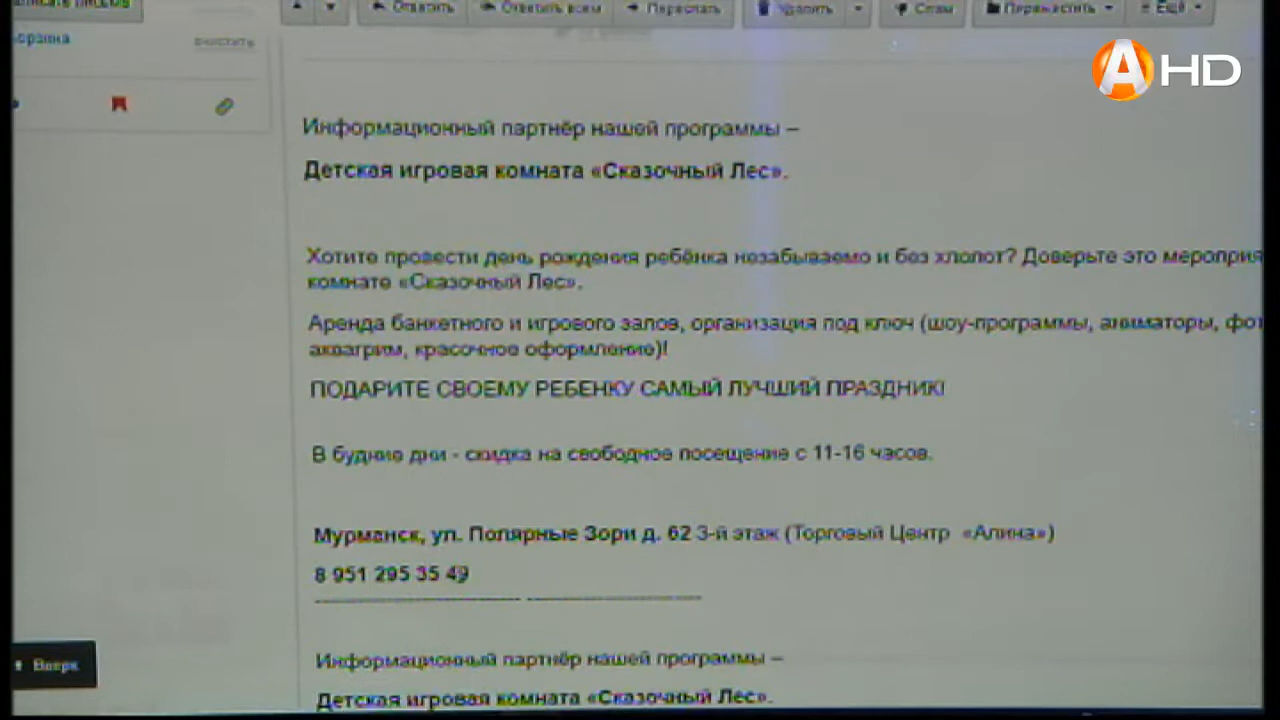 Ответить
Ответить всем
Переслать
Удалить
Спам
Переместить
Ещё
очистить
A HD
Информационный партнёр нашей программы –
Детская игровая комната «Сказочный Лес».
Хотите провести день рождения ребёнка незабываемо и без хлопот? Доверьте это
комнате «Сказочный Лес».
Аренда банкетного и игрового залов, организация под ключ (шоу-программы, аниматоры,
аквагрим, красочное оформление)!
ПОДАРИТЕ СВОЕМУ РЕБЕНКУ САМЫЙ ЛУЧШИЙ ПРАЗДНИК!
В будние дни - скидка на свободное посещение с 11-16 часов.
Мурманск, ул. Полярные Зори д. 62 3-й этаж (Торговый Центр «Алина»)
8 951 295 35 49
Вверх
Информационный партнёр нашей программы –
Детская игровая комната «Сказочный Лес».